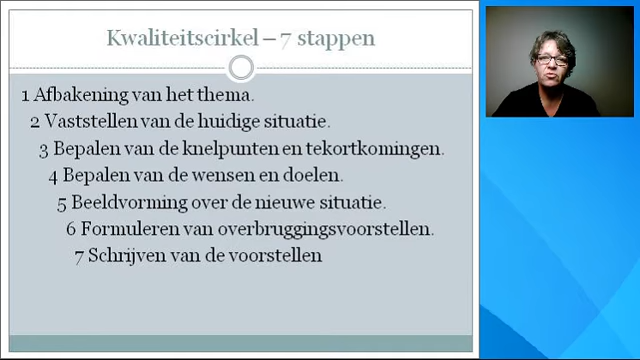 Kwaliteitscirkel – 7 stappen
1 Afbakening van het thema.
2 Vaststellen van de huidige situatie.
3 Bepalen van de knelpunten en tekortkomingen.
4 Bepalen van de wensen en doelen.
5 Beeldvorming over de nieuwe situatie.
6 Formuleren van overbruggingsvoorstellen.
7 Schrijven van de voorstellen